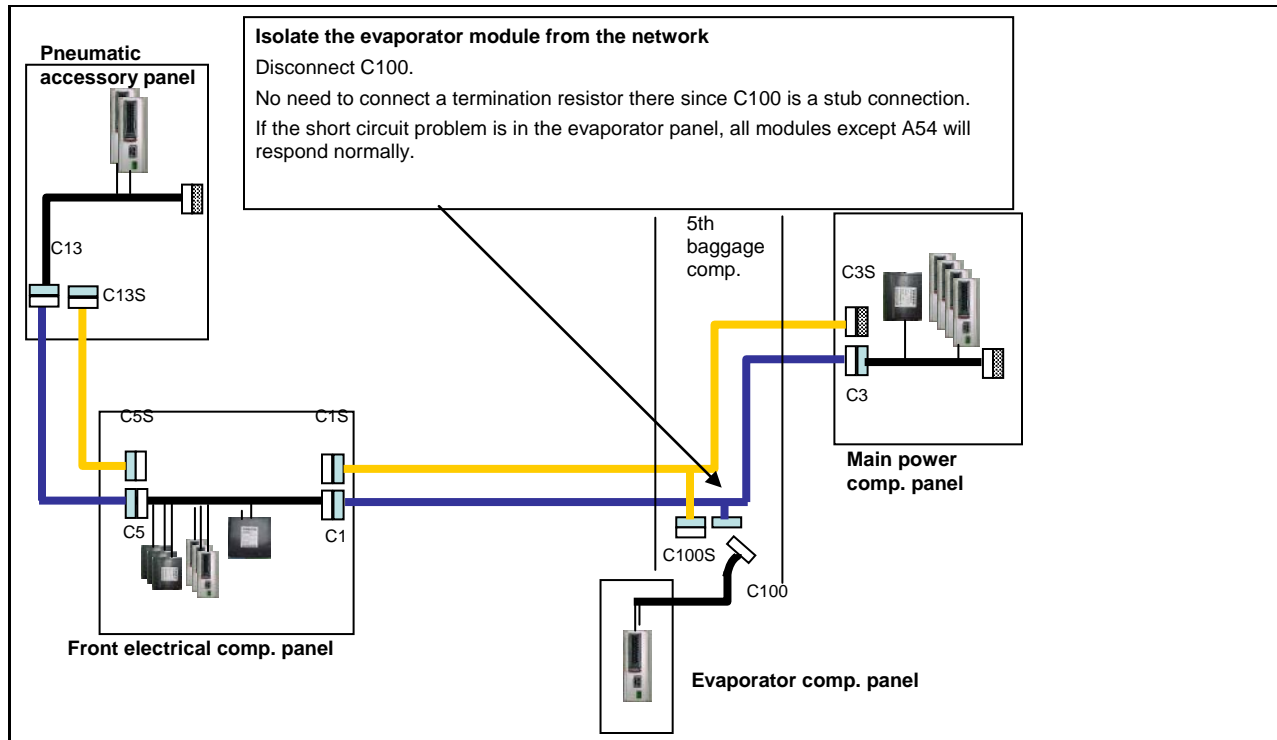 Isolate the evaporator module from the network
Disconnect C100.
No need to connect a termination resistor there since C100 is a stub connection.
If the short circuit problem is in the evaporator panel, all modules except A54 will
respond normally.
Pneumatic
accessory panel
C13
C13S
5th
baggage
comp.
C3S
C3
Main power
comp. panel
C5S
C1S
C5
C1
C100S
C100
Front electrical comp. panel
Evaporator comp. panel